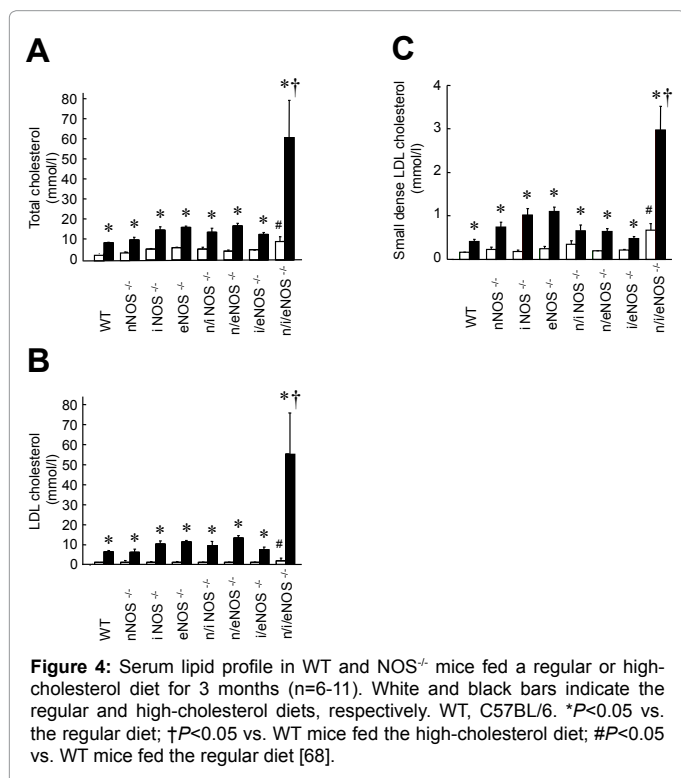 A
Total cholesterol
(mmol/l)
80
70
60
50
40
30
20
10
0
* * * * * * * # *†
WT
nNOS -/-
i NOS -/-
eNOS -/-
n/i NOS -/-
n/eNOS -/-
i/eNOS -/-
n/i/eNOS -/-
B
LDL cholesterol
(mmol/l)
80
70
60
50
40
30
20
10
0
* * * * * * * # *†
WT
nNOS -/-
i NOS -/-
eNOS -/-
n/i NOS -/-
n/eNOS -/-
i/eNOS -/-
n/i/eNOS -/-
C
Small dense LDL cholesterol
(mmol/l)
4
3
2
1
0
* * * * * * * # *†
WT
nNOS -/-
i NOS -/-
eNOS -/-
n/i NOS -/-
n/eNOS -/-
i/eNOS -/-
n/i/eNOS -/-
Figure 4: Serum lipid profile in WT and NOS-/- mice fed a regular or high-
cholesterol diet for 3 months (n=6-11). White and black bars indicate the
regular and high-cholesterol diets, respectively. WT, C57BL/6. *P<0.05 vs.
the regular diet; †P<0.05 vs. WT mice fed the high-cholesterol diet; #P<0.05
vs. WT mice fed the regular diet [68].